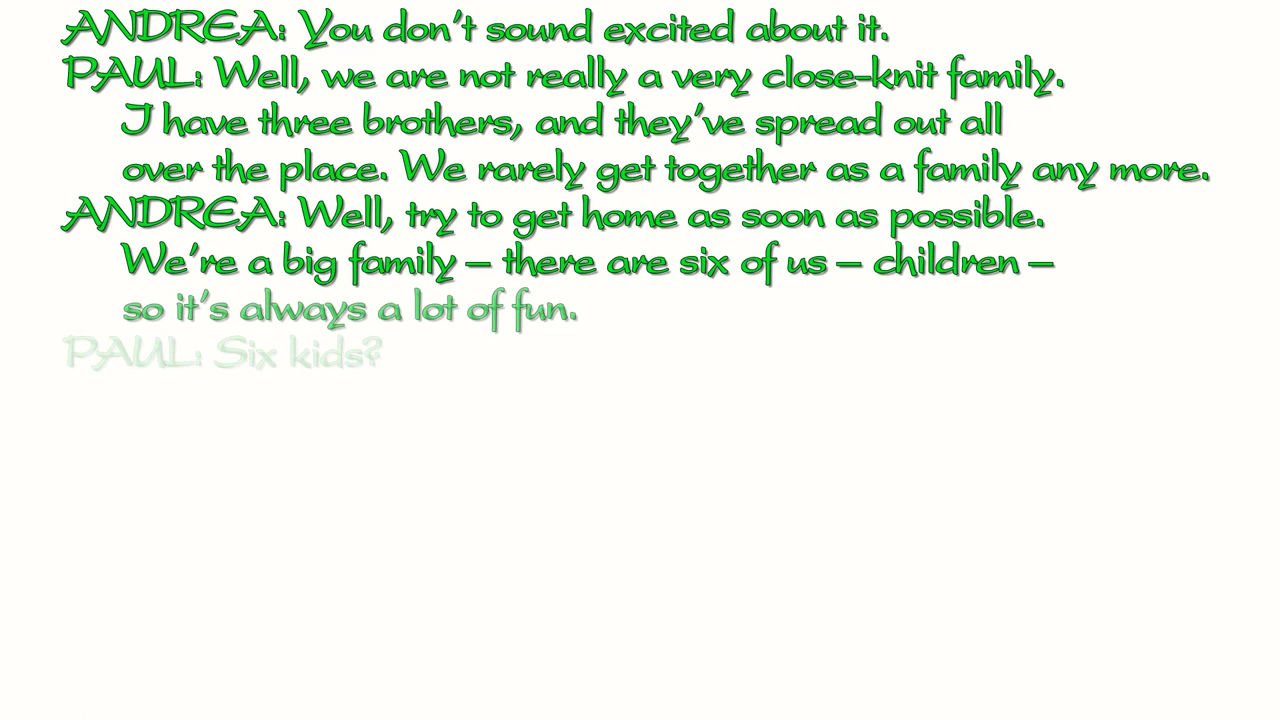 ANDREA: You don't sound excited about it.
PAUL: Well, we are not really a very close-knit family.
I have three brothers, and they've spread out all
over the place. We rarely get together as a family any more.
ANDREA: Well, try to get home as soon as possible.
We're a big family – there are six of us – children –
so it's always a lot of fun.
PAUL: Six kids?